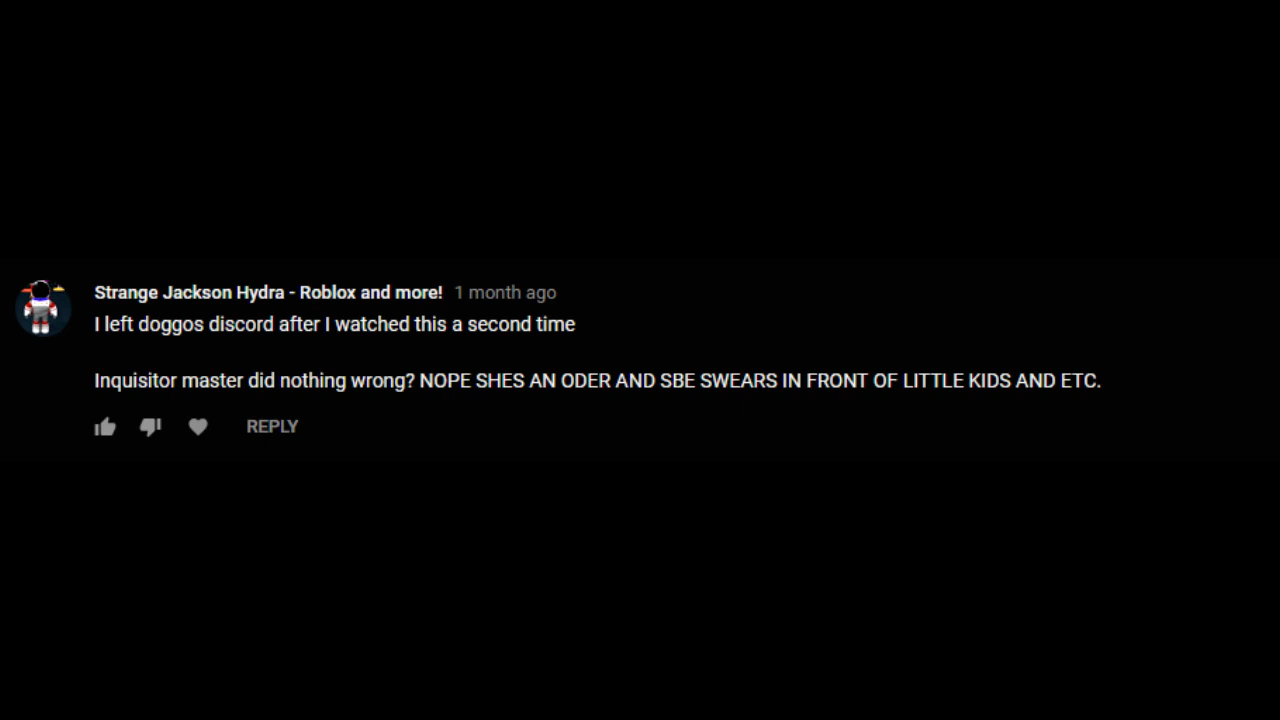 Strange Jackson Hydra - Roblox and more! 1 month ago
I left doggos discord after I watched this a second time
Inquisitor master did nothing wrong? NOPE SHES AN ODER AND SBE SWEARS IN FRONT OF LITTLE KIDS AND ETC.
REPLY